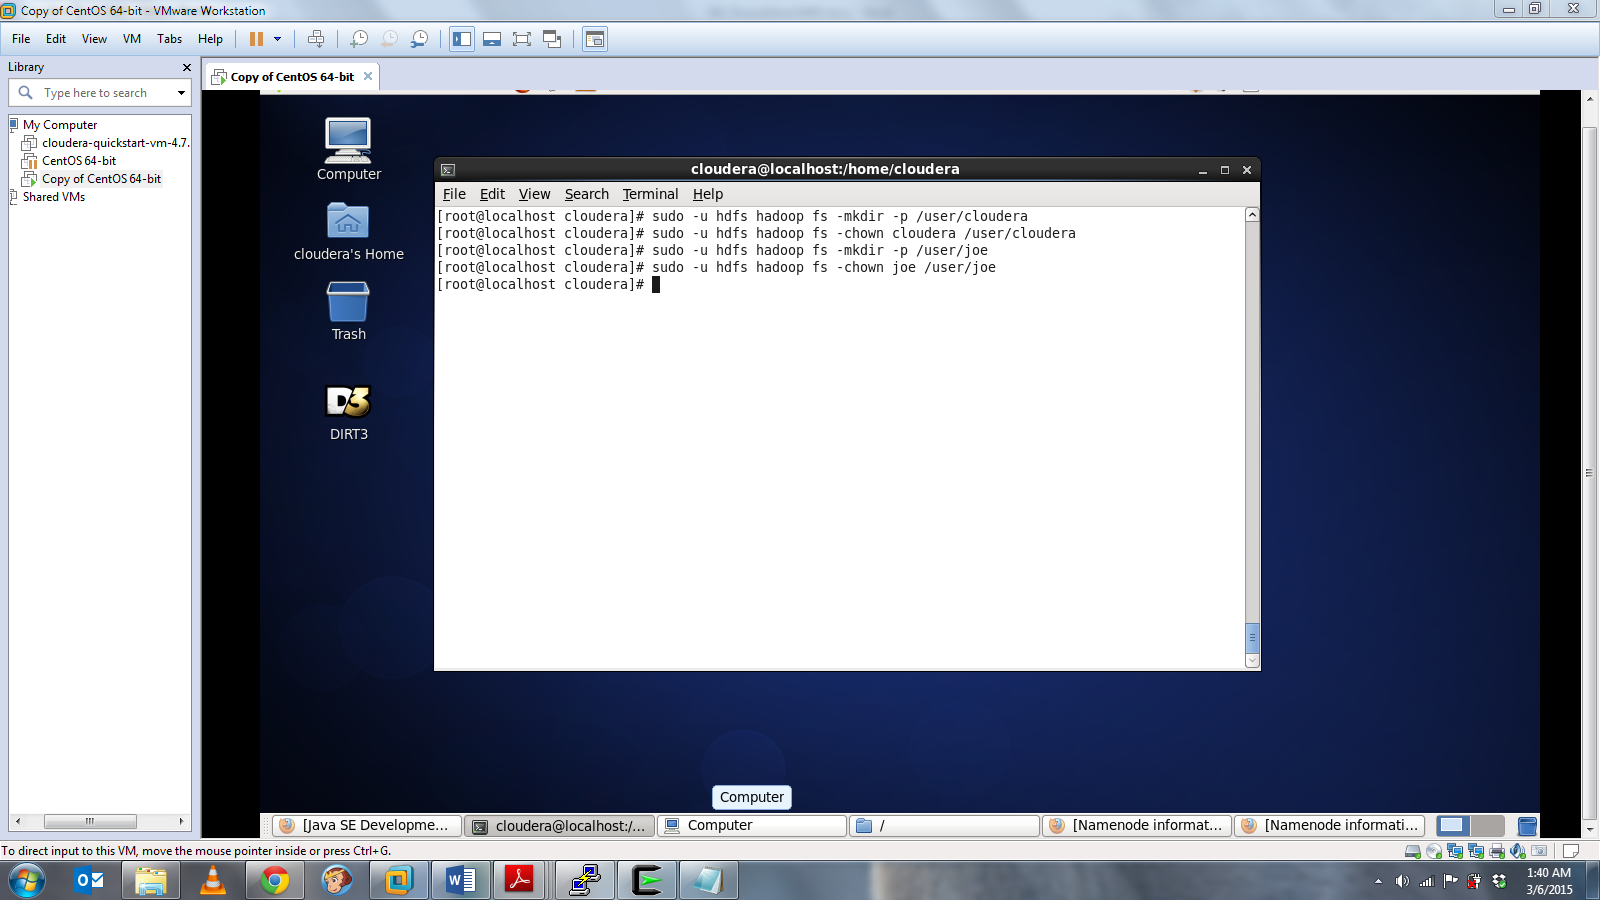 Copy of CentOS 64-bit - VMware Workstation
File Edit View VM Tabs Help
Library
Type here to search
My Computer
cloudera-quickstart-vm-4.7.
CentOS 64-bit
Copy of CentOS 64-bit
Shared VMs
Copy of CentOS 64-bit
Computer
cloudera's Home
Trash
DIRT3
cloudera@localhost:/home/cloudera
File Edit View Search Terminal Help
[root@localhost cloudera]# sudo -u hdfs hadoop fs -mkdir -p /user/cloudera
[root@localhost cloudera]# sudo -u hdfs hadoop fs -chown cloudera /user/cloudera
[root@localhost cloudera]# sudo -u hdfs hadoop fs -mkdir -p /user/joe
[root@localhost cloudera]# sudo -u hdfs hadoop fs -chown joe /user/joe
[root@localhost cloudera]#
Computer
[Java SE Developme... cloudera@localhost:/... Computer / [Namenode informat... [Namenode informati...
To direct input to this VM, move the mouse pointer inside or press Ctrl+G.
1:40 AM
3/6/2015